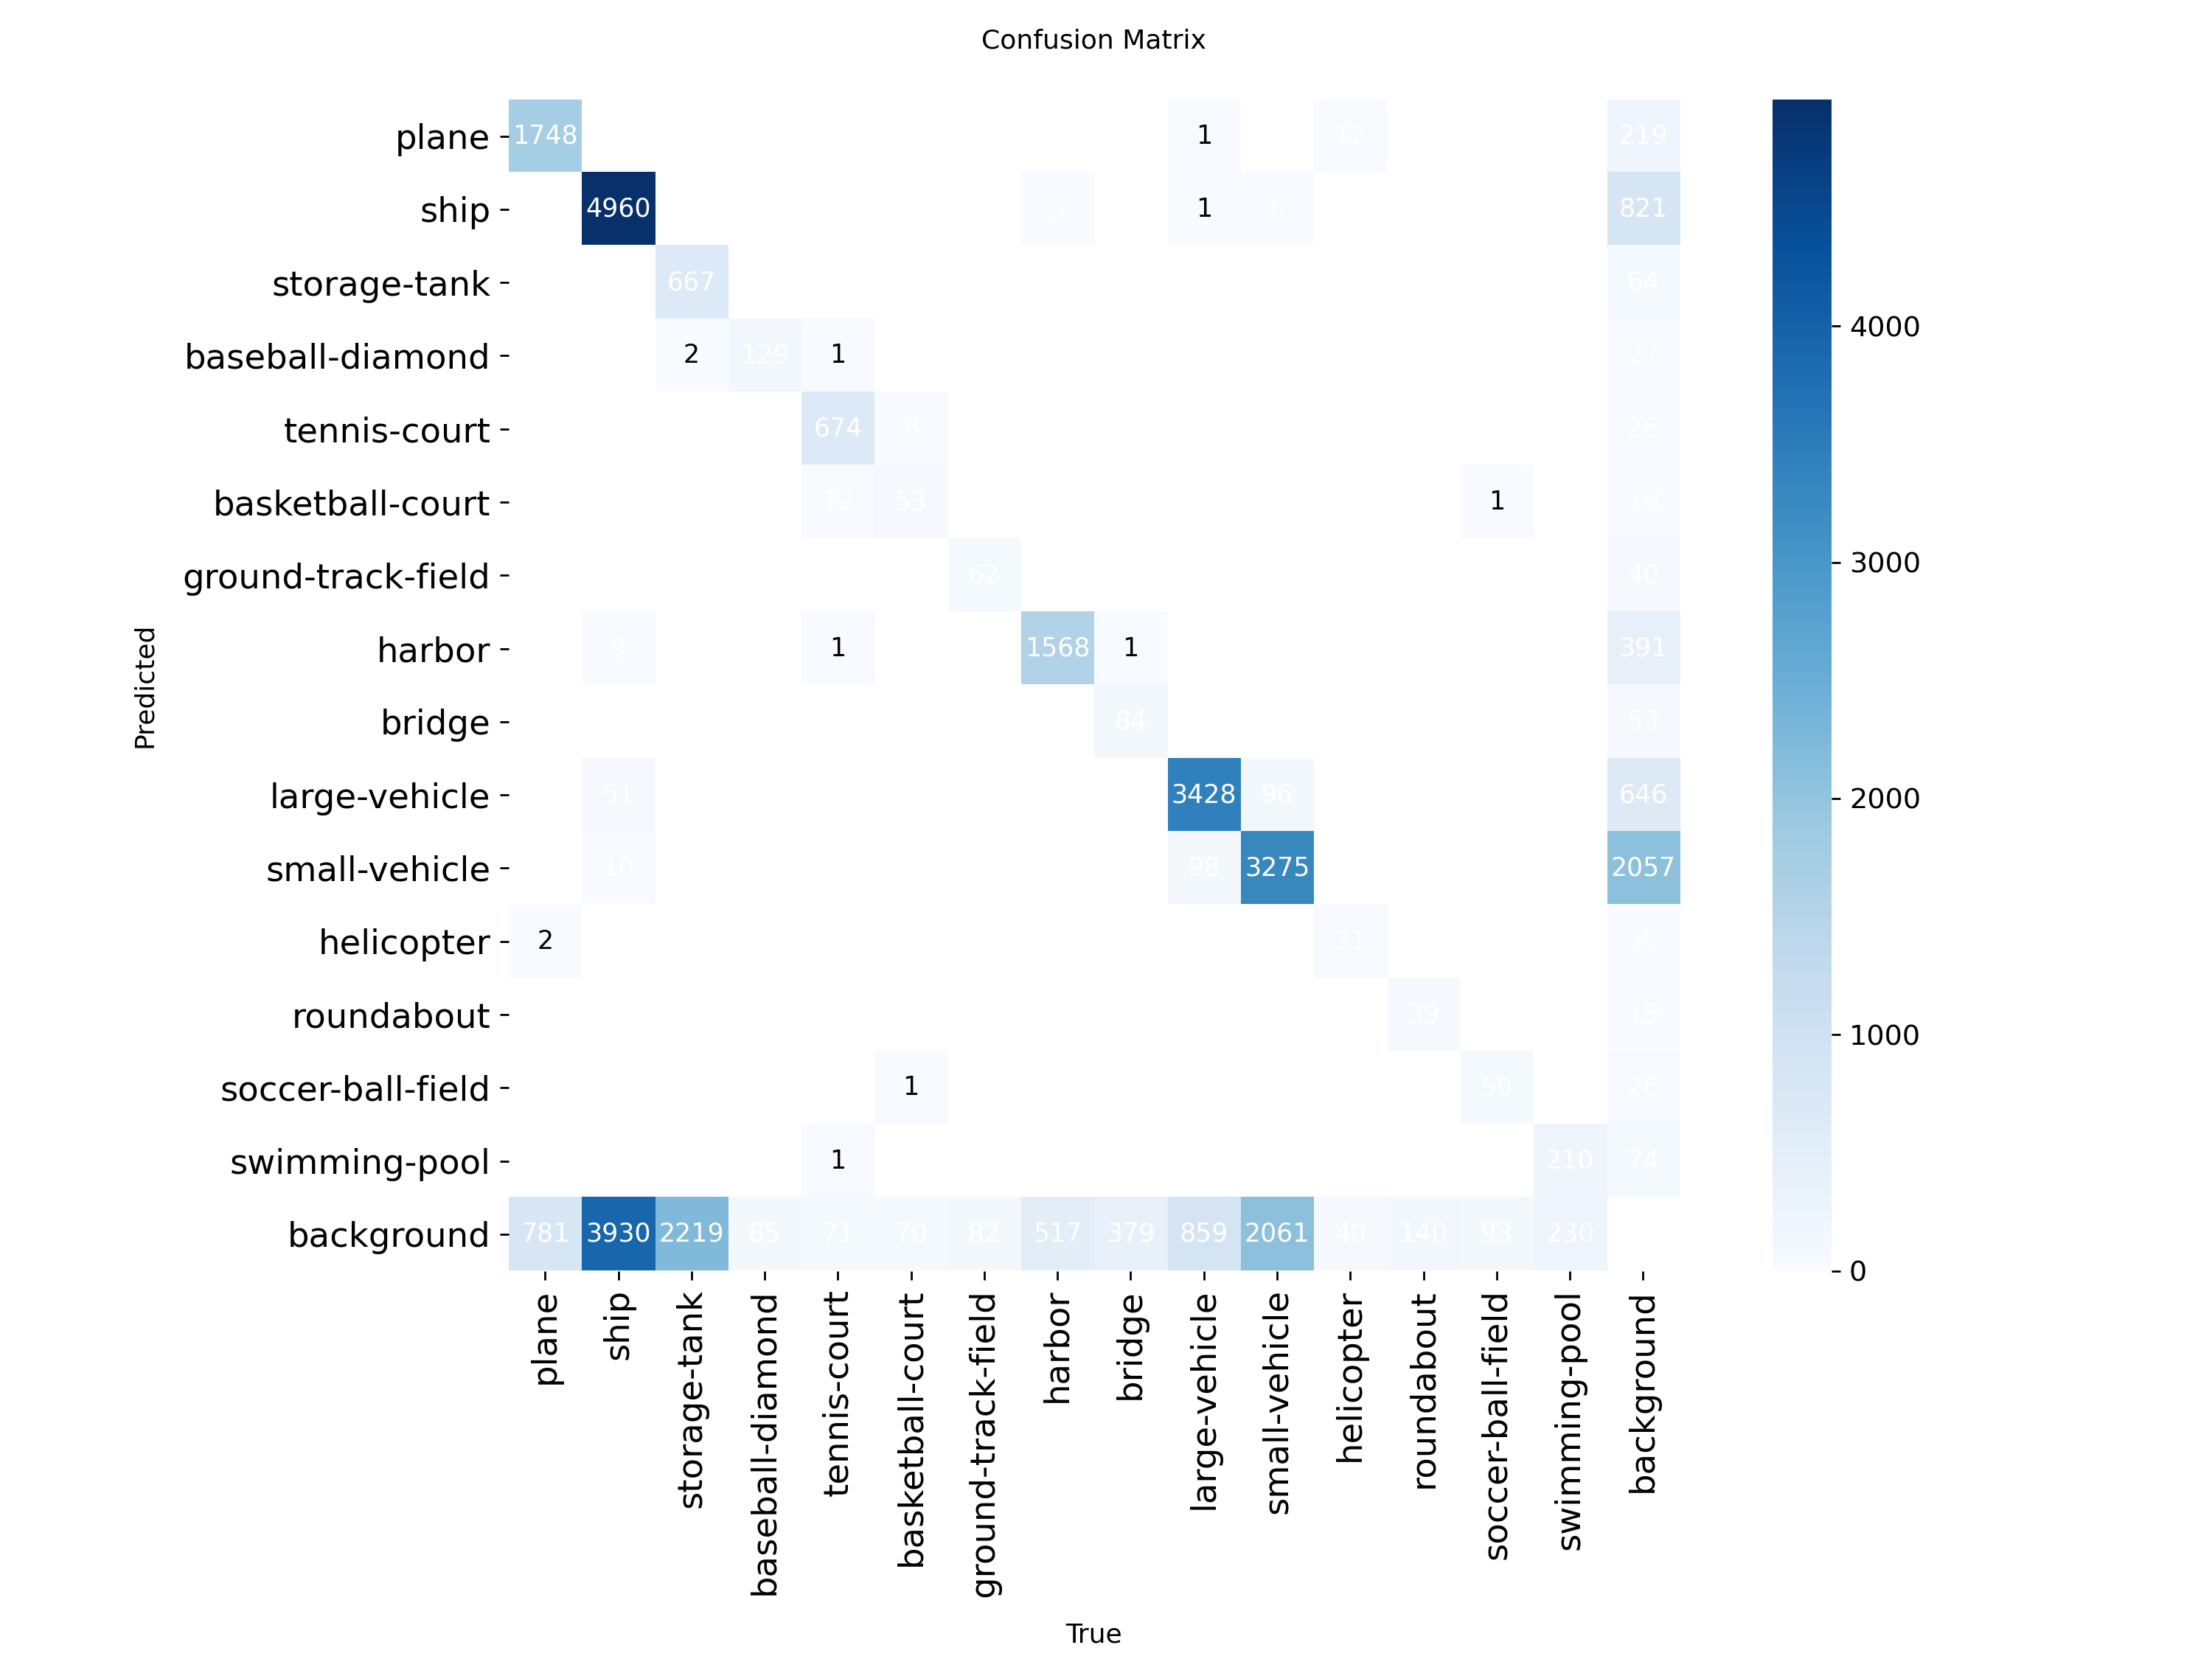 Confusion Matrix
plane 1748 1 12 219
ship 4960 5 1 6 821
storage-tank 667 64
baseball-diamond 2 129 1 27
4000
tennis-court 674 8 26
basketball-court 12 53 1 19
3000
ground-track-field 62 40
harbor 9 1 1568 1 391
Predicted
bridge 84 53
large-vehicle 51 3428 96 646
2000
small-vehicle 10 98 3275 2057
helicopter 2 21 4
roundabout 39 15
1000
soccer-ball-field 1 59 26
swimming-pool 1 210 74
background 781 3930 2219 85 71 70 82 517 379 859 2061 40 140 93 230
0
plane
ship
storage-tank
baseball-diamond
tennis-court
basketball-court
ground-track-field
harbor
bridge
large-vehicle
small-vehicle
helicopter
roundabout
soccer-ball-field
swimming-pool
background
True